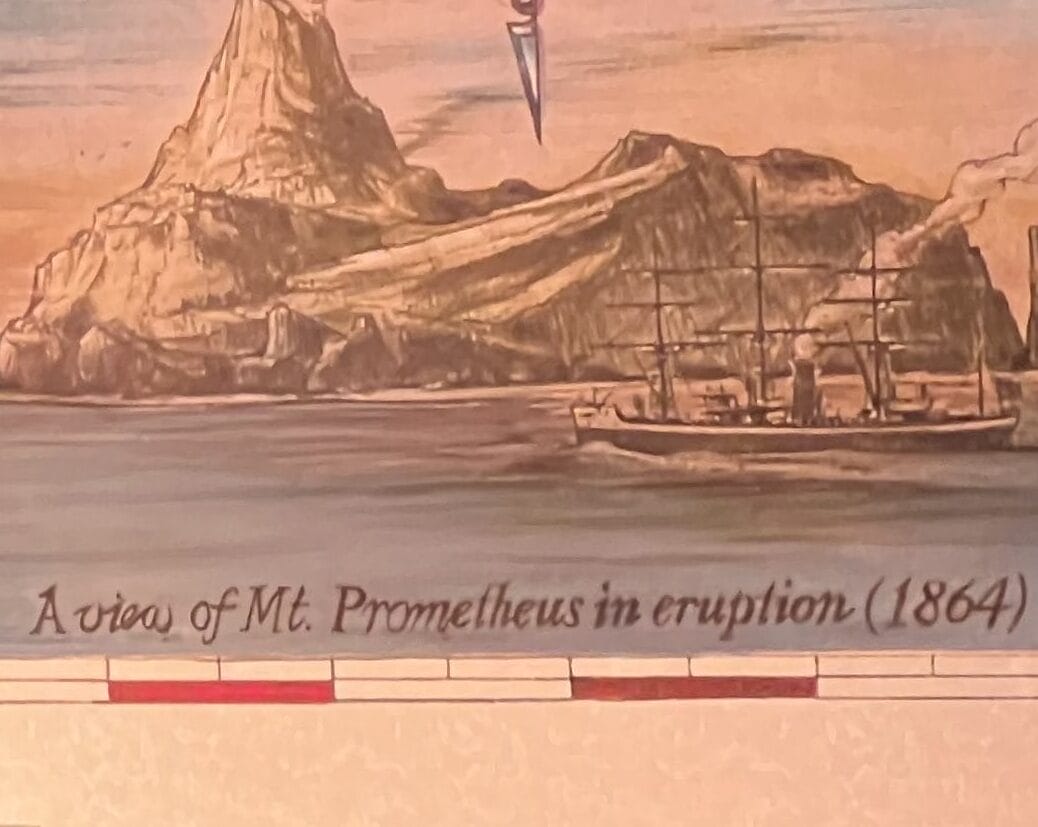 A view of Mt. Prometheus in eruption (1864)